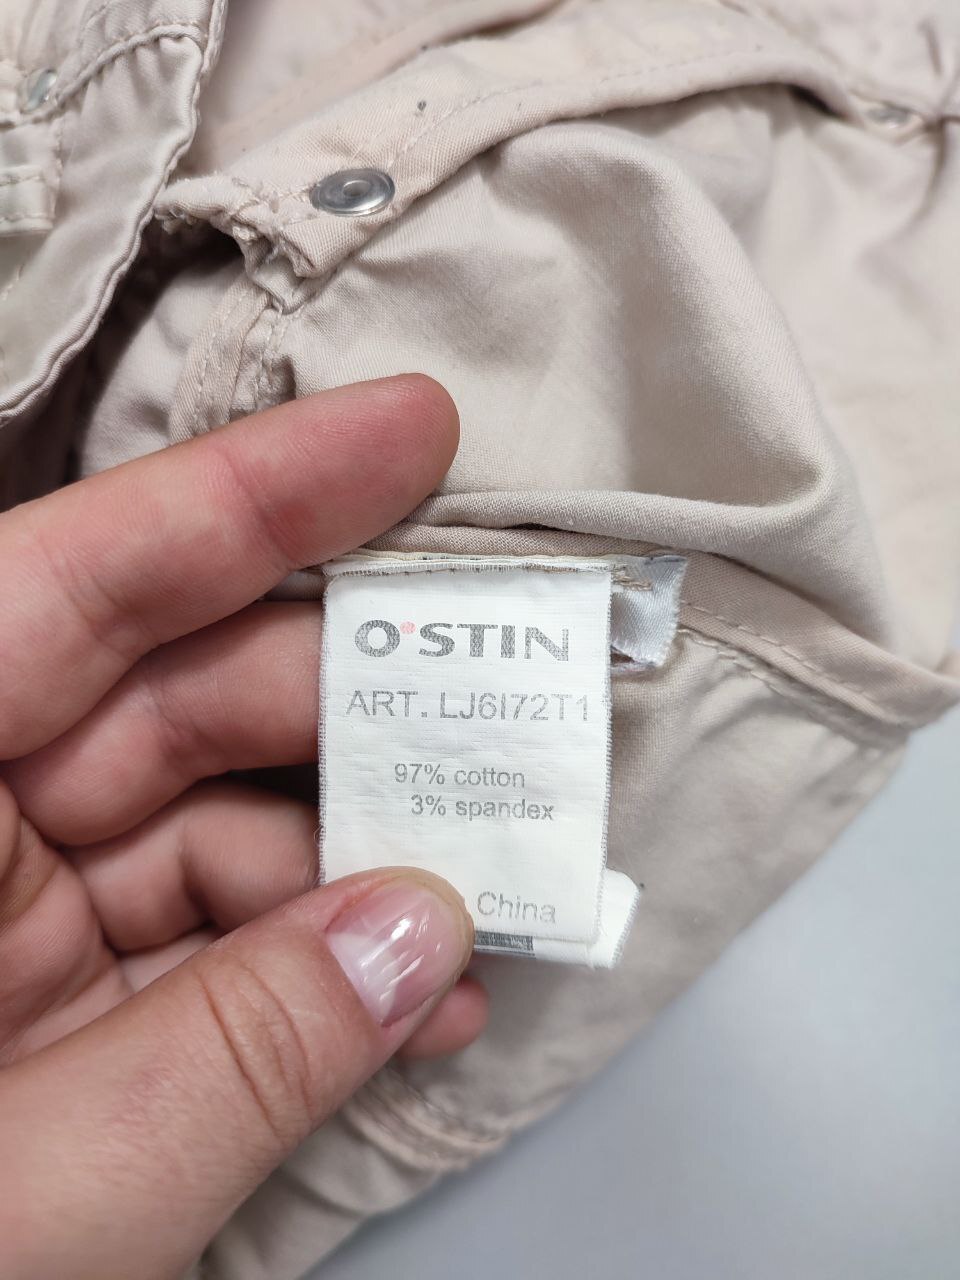 O'STIN
ART. LJ6I72T1
97% cotton
3% spandex
China